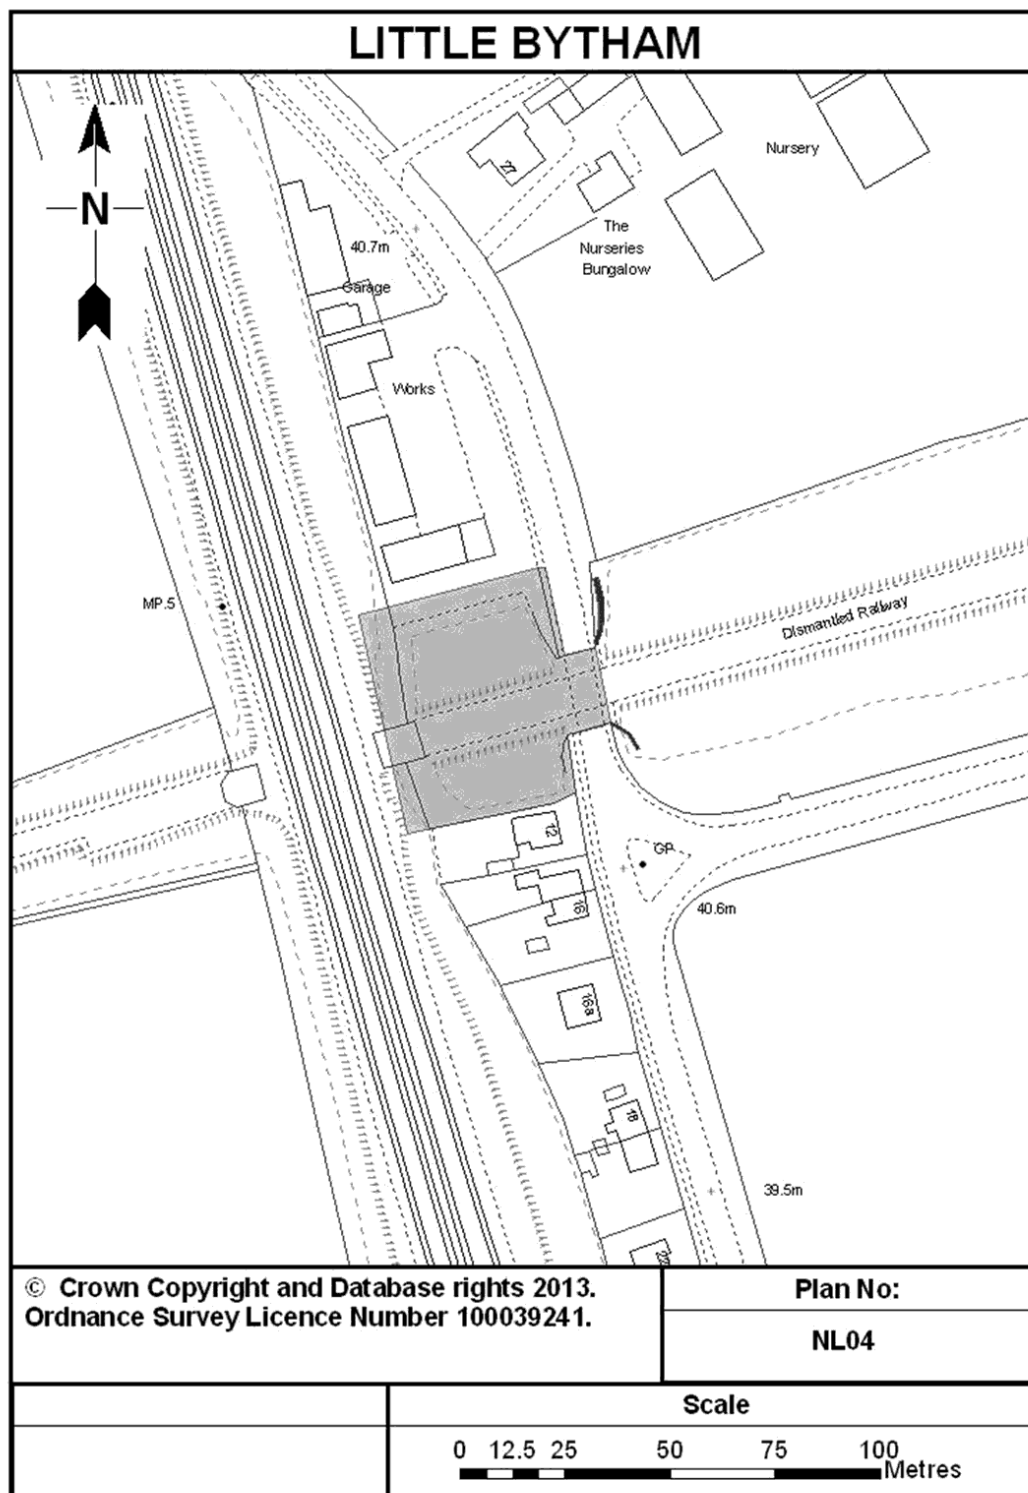 LITTLE BYTHAM
N
27
Nursery
The
Nurseries
Bungalow
40.7m
Garage
Works
MP.5
Dismantled Railway
12
GP
16
40.6m
16a
18
39.5m
22
© Crown Copyright and Database rights 2013.
Ordnance Survey Licence Number 100039241.
Plan No:
NL04
Scale
0 12.5 25 50 75 100
Metres